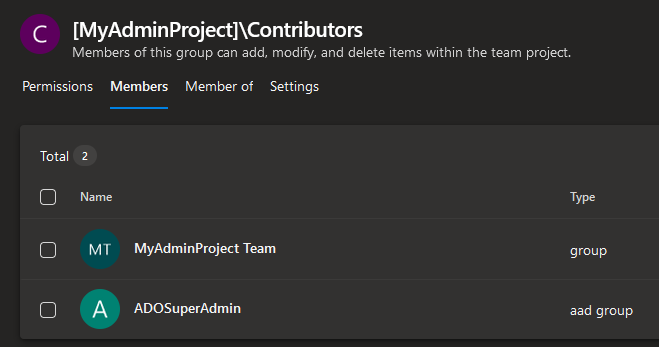 C
[MyAdminProject]\Contributors
Members of this group can add, modify, and delete items within the team project.
Permissions Members Member of Settings
Total 2
Name Type
MT MyAdminProject Team group
A ADOSuperAdmin aad group